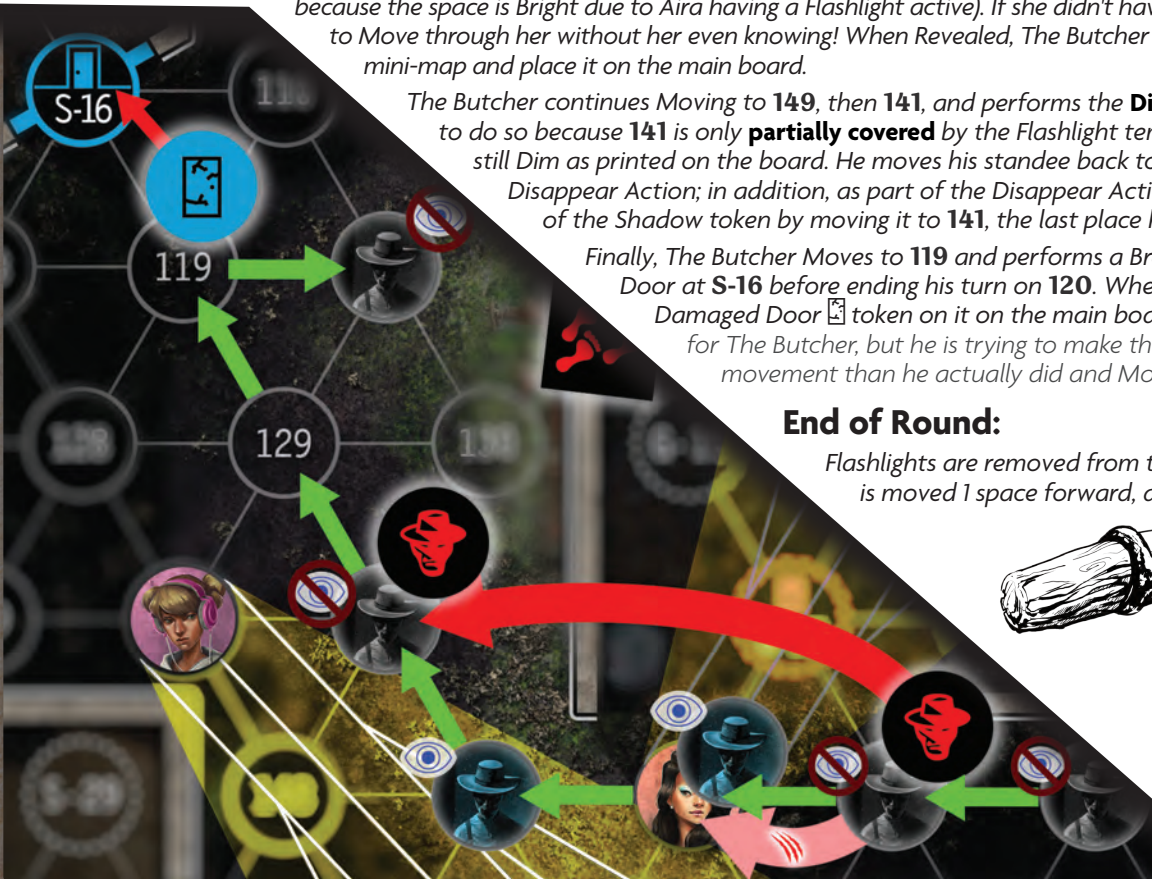 because the space is Bright due to Aira having a Flashlight active). If she didn't hav
to Move through her without her even knowing! When Revealed, The Butcher
mini-map and place it on the main board.
The Butcher continues Moving to 149, then 141, and performs the Di
to do so because 141 is only partially covered by the Flashlight ter
still Dim as printed on the board. He moves his standee back to
Disappear Action; in addition, as part of the Disappear Acti
of the Shadow token by moving it to 141, the last place h
Finally, The Butcher Moves to 119 and performs a Br
Door at S-16 before ending his turn on 120. Whe
Damaged Door token on it on the main boa
for The Butcher, but he is trying to make th
movement than he actually did and Mo
End of Round:
Flashlights are removed from t
is moved 1 space forward, a
S-16
119
129